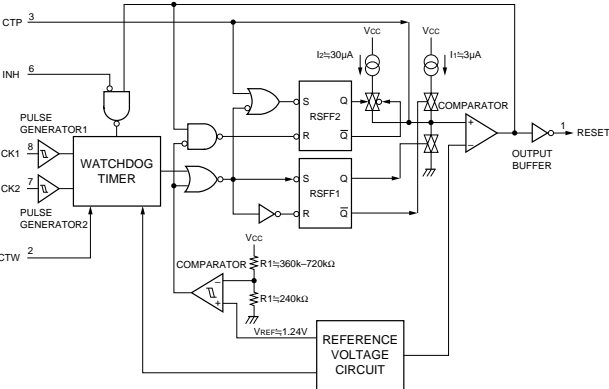 CTP 3
VCC
VCC
I2≒30μA
I1≒3μA
INH 6
S Q
RSFF2
R Q
COMPARATOR
+
−
1 RESET
OUTPUT
BUFFER
PULSE
GENERATOR1
CK1 8
CK2 7
PULSE
GENERATOR2
WATCHDOG
TIMER
S Q
RSFF1
R Q
CTW 2
VCC
COMPARATOR
R1≒360k–720kΩ
−
+
R1≒240kΩ
VREF≒1.24V
REFERENCE
VOLTAGE
CIRCUIT